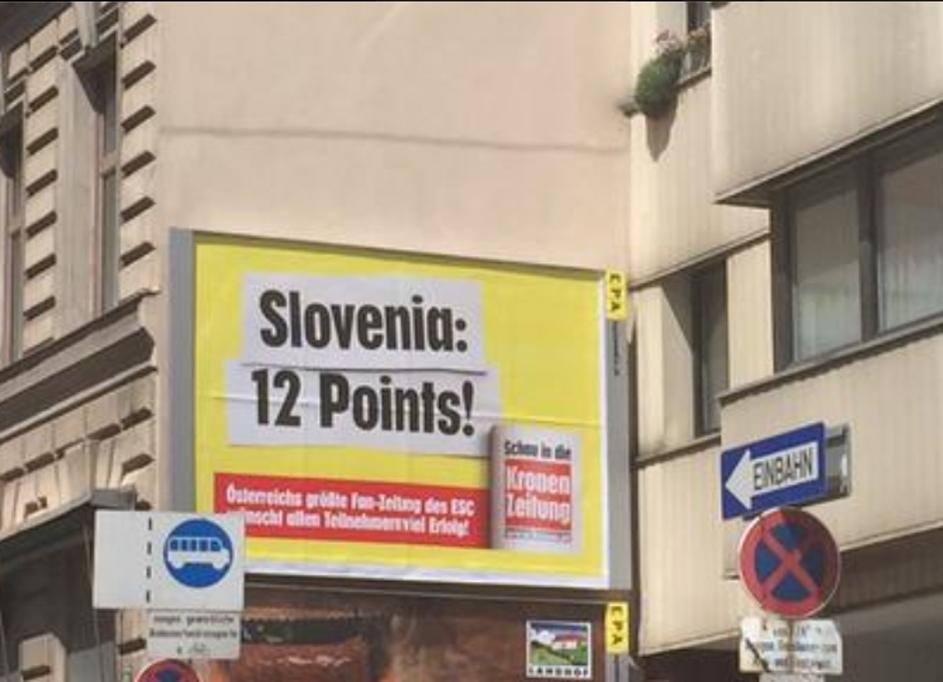 Slovenia:
12 Points!
Schau in die
Kronen
Zeitung
Österreichs größte Fan-Zeitung des ESC
wünscht allen Teilnehmern viel Erfolg!
EPA
EINBAHN
EPA
LANDHOF